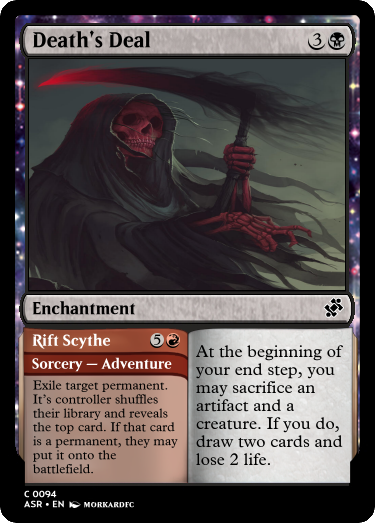 Death's Deal 3
Enchantment
Rift Scythe 5
Sorcery — Adventure
Exile target permanent.
It's controller shuffles
their library and reveals
the top card. If that card
is a permanent, they may
put it onto the
battlefield.
At the beginning of
your end step, you
may sacrifice an
artifact and a
creature. If you do,
draw two cards and
lose 2 life.
C 0094
ASR • EN MORKARDFC